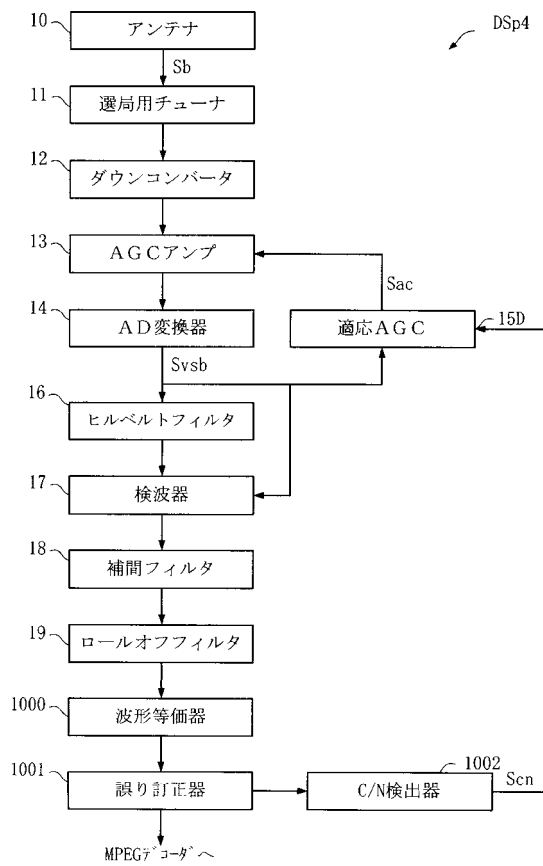 DSp4
10
アンテナ
Sb
11
選局用チューナ
12
ダウンコンバータ
13
AGCアンプ
Sac
14
AD変換器
適応AGC
15D
Svsb
16
ヒルベルトフィルタ
17
検波器
18
補間フィルタ
19
ロールオフフィルタ
1000
波形等価器
1001
誤り訂正器
1002
C/N検出器
Scn
MPEGデコーダへ